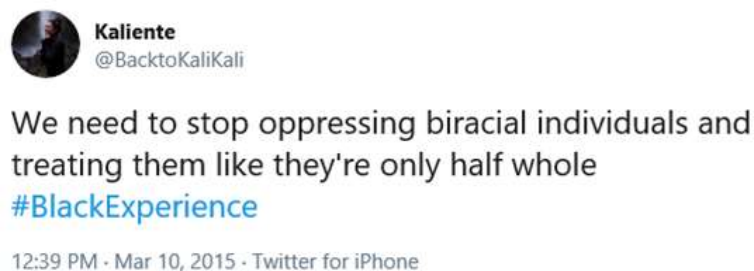 Kaliente
@BacktoKaliKali
We need to stop oppressing biracial individuals and
treating them like they're only half whole
#BlackExperience
12:39 PM · Mar 10, 2015 · Twitter for iPhone